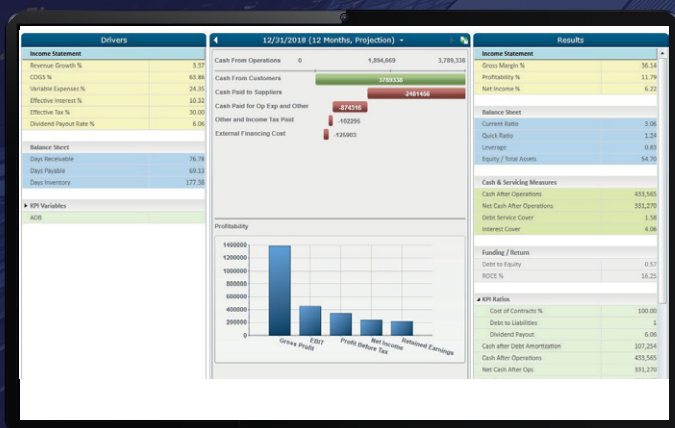 Drivers
Income Statement
Revenue Growth % 3.57
COGS % 63.86
Variable Expenses % 24.35
Effective Interest % 10.32
Effective Tax % 30.00
Dividend Payout Rate % 6.06
Balance Sheet
Days Receivable 76.78
Days Payable 69.13
Days Inventory 177.38
KPI Variables
ADB
12/31/2018 (12 Months, Projection)
Cash From Operations 0 1,894,669 3,789,338
Cash From Customers 3789338
Cash Paid to Suppliers -2481456
Cash Paid for Op Exp and Other -874316
Other and Income Tax Paid -102295
External Financing Cost -125903
Profitability
1400000
1200000
1000000
800000
600000
400000
200000
0
Gross Profit
EBIT
Profit Before Tax
Net Income
Retained Earnings
Results
Income Statement
Gross Margin % 36.14
Profitability % 11.79
Net Income % 6.22
Balance Sheet
Current Ratio 3.06
Quick Ratio 1.24
Leverage 0.83
Equity / Total Assets 54.70
Cash & Servicing Measures
Cash After Operations 433,565
Net Cash After Operations 331,270
Debt Service Cover 1.58
Interest Cover 4.06
Funding / Return
Debt to Equity 0.57
ROCE % 16.25
KPI Ratios
Cost of Contracts % 100.00
Debt to Liabilities 1
Dividend Payout 6.06
Cash after Debt Amortization 107,254
Cash After Operations 433,565
Net Cash After Ops 331,270